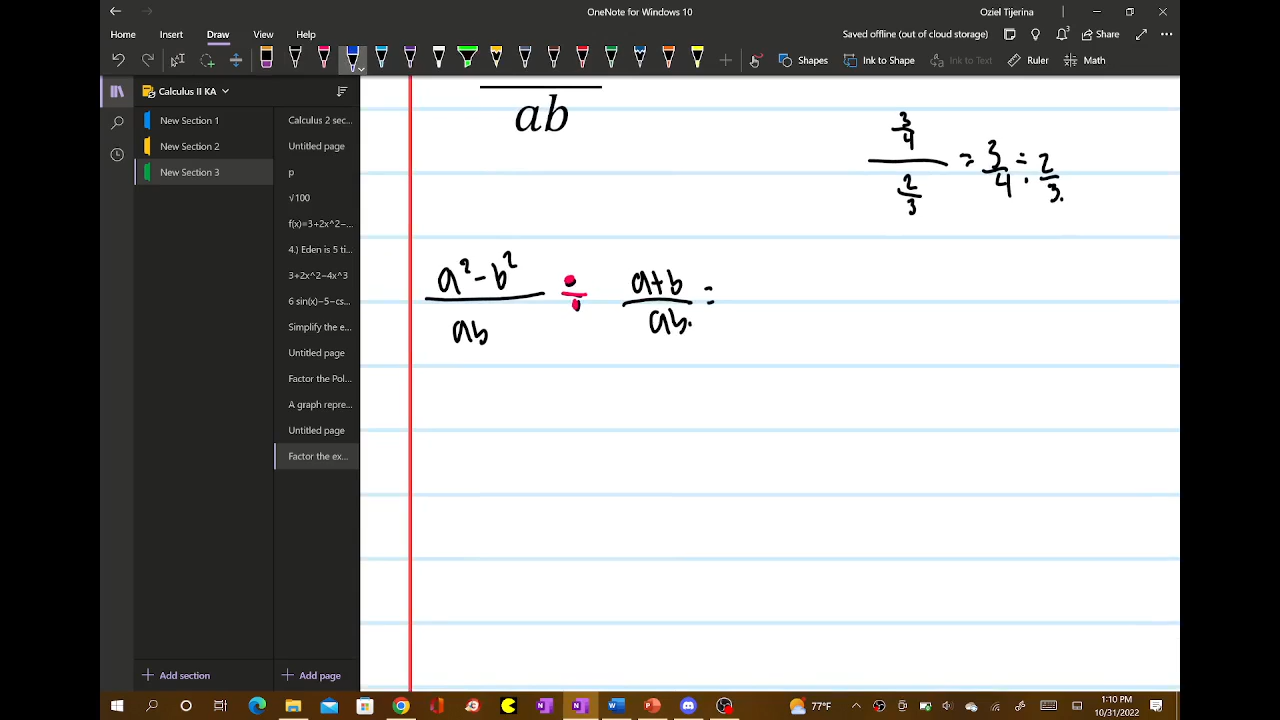 OneNote for Windows 10
Oziel Tijerina
Home Insert Draw View Help
Saved offline (out of cloud storage)
Share
Shapes Ink to Shape Ink to Text Ruler Math
Calculus II KA
New Section 1
New Section 2
New Section 3
Add section
Calculus 2 sec...
Untitled page
p
√100
f(x)=3+2x^2−...
4.) Eden is 5 ti...
3+2x^2−4x^3
6 sin(x)−5−cs...
Simplify the e...
Untitled page
Factor the Pol...
A graph repre...
Untitled page
Factor the ex...
Add page
ab
3/4 / 2/3 = 3/4 ÷ 2/3.
a²-b²/ab ÷ a+b/ab. =
77°F
1:10 PM
10/31/2022